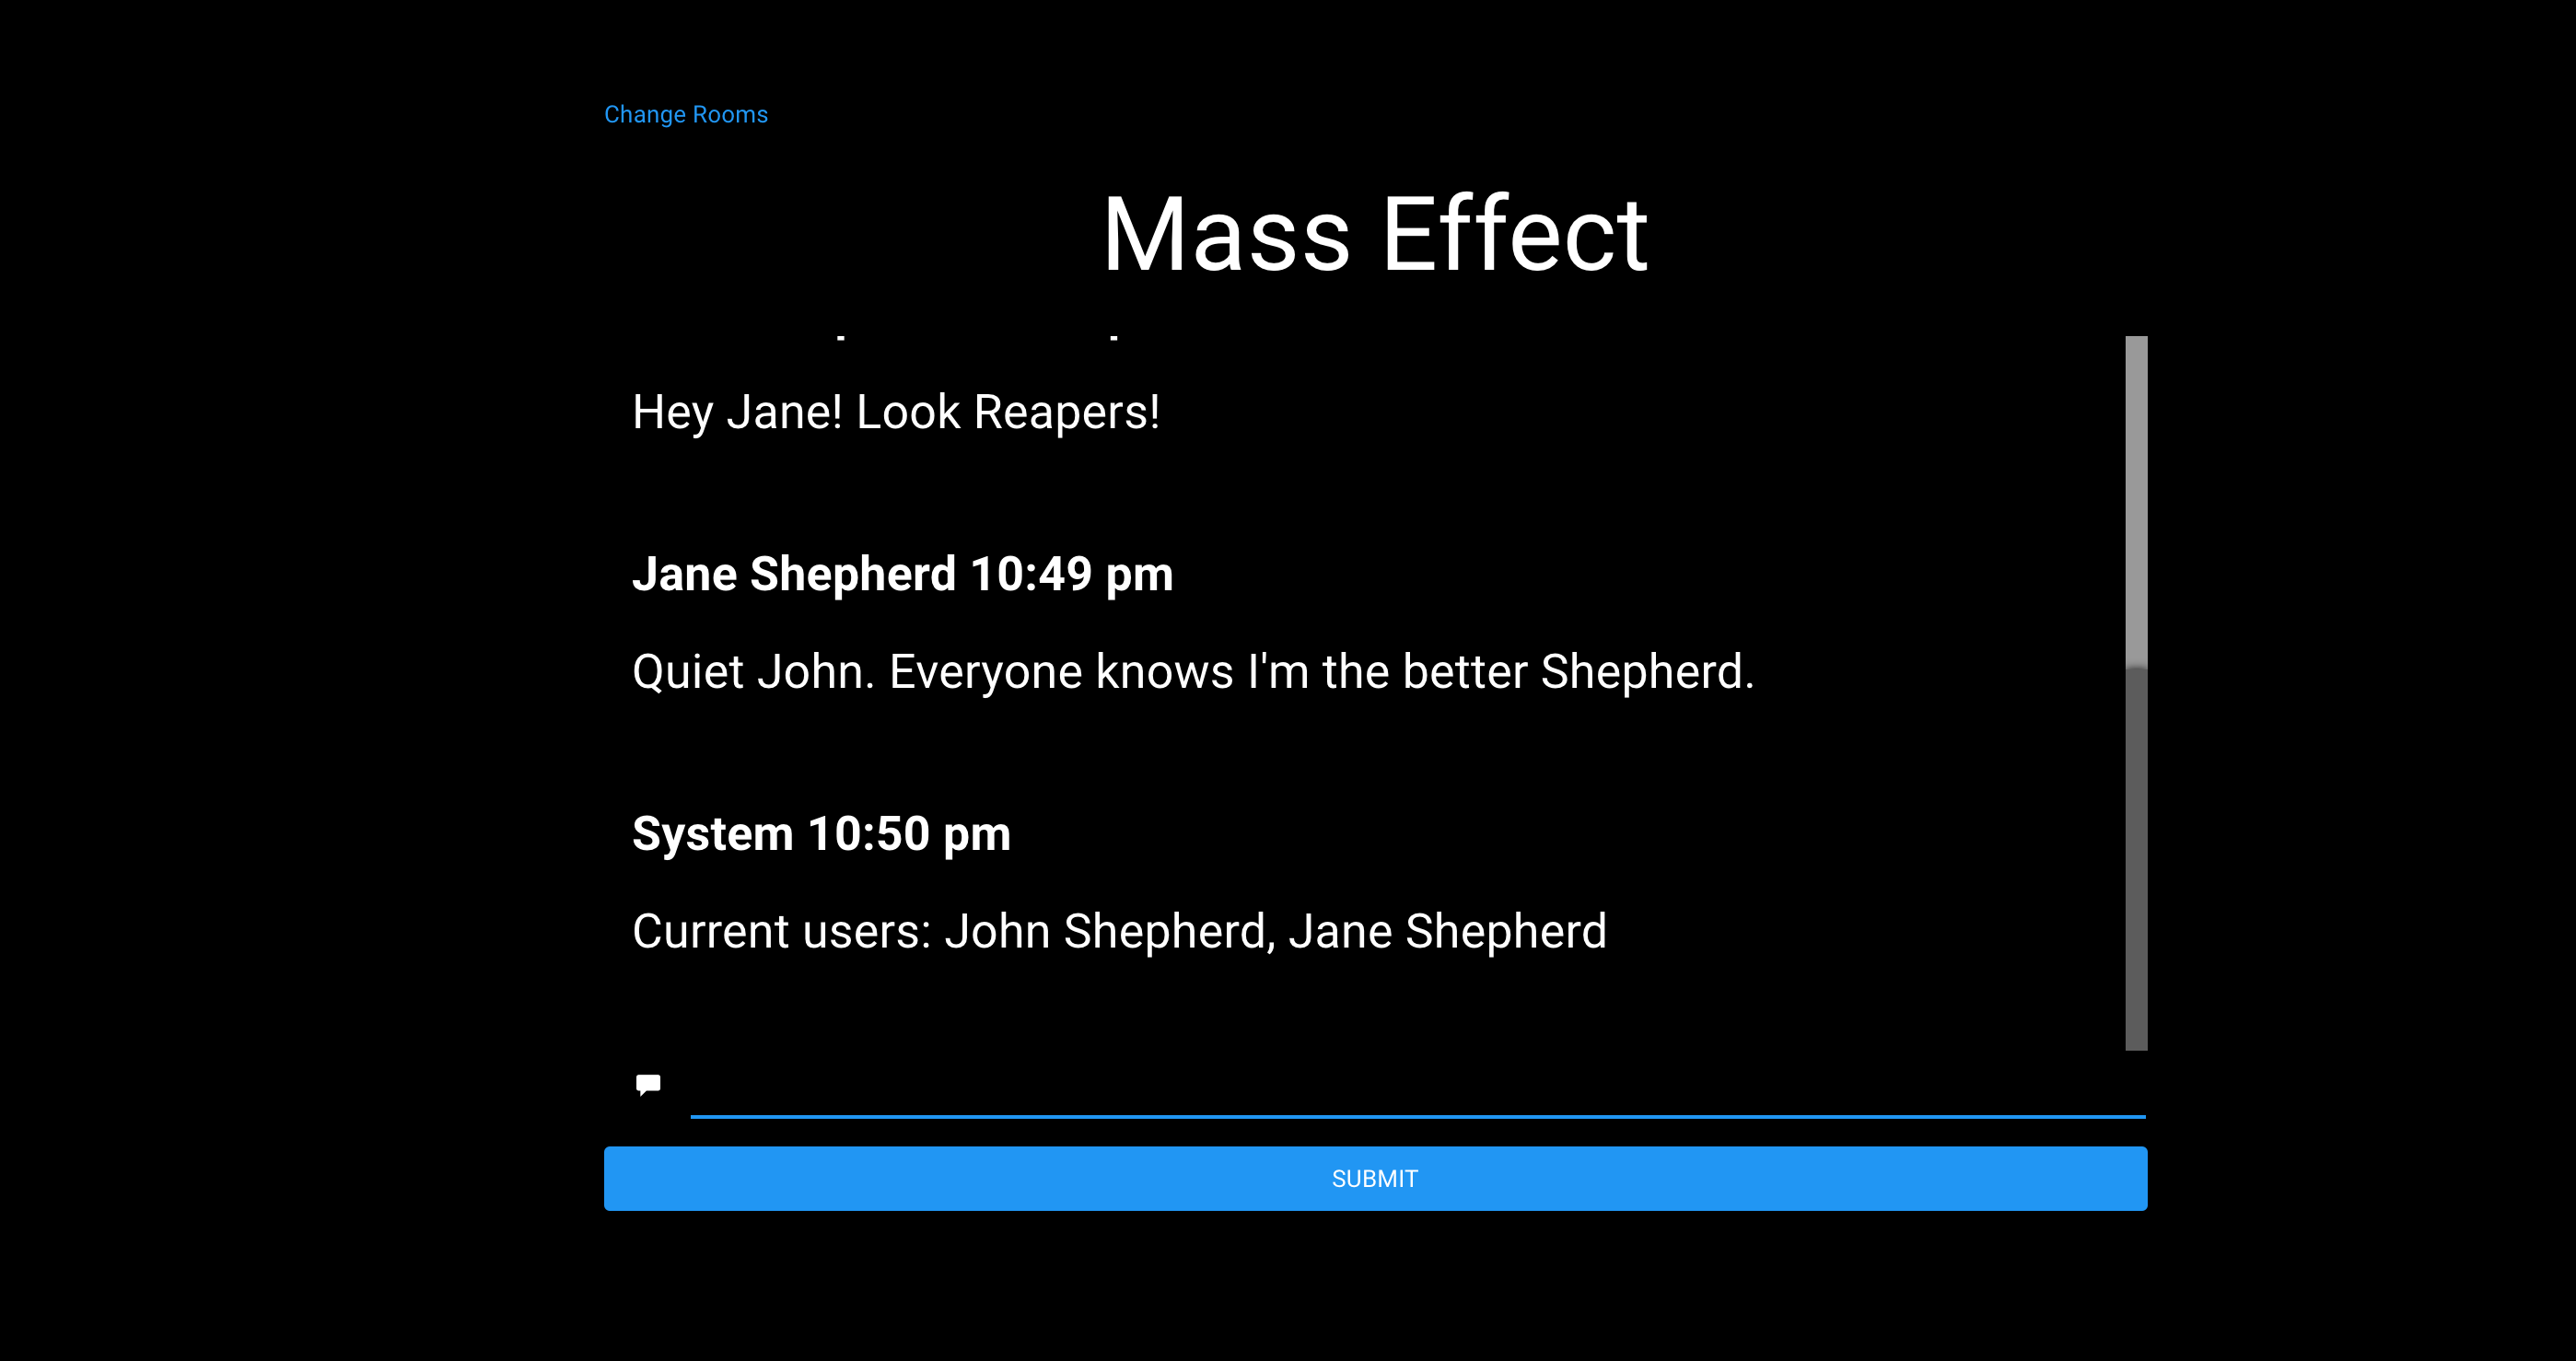 Change Rooms
Mass Effect
Hey Jane! Look Reapers!
Jane Shepherd 10:49 pm
Quiet John. Everyone knows I'm the better Shepherd.
System 10:50 pm
Current users: John Shepherd, Jane Shepherd
SUBMIT